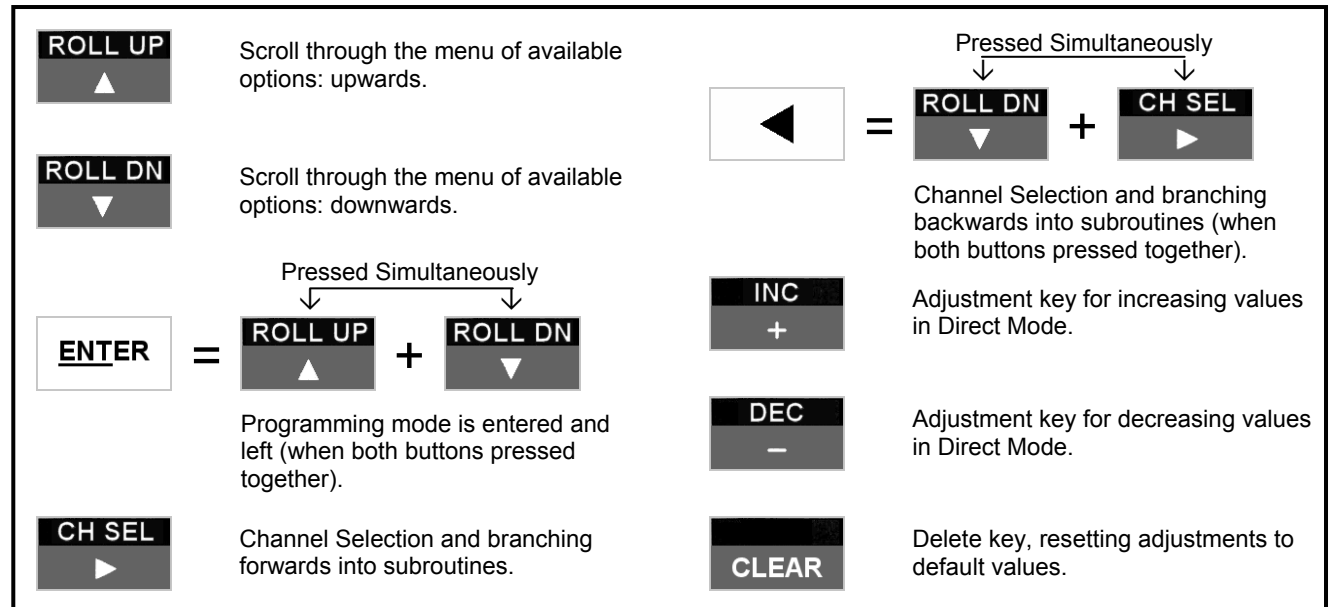 ROLL UP
Scroll through the menu of available
options: upwards.
ROLL DN
Scroll through the menu of available
options: downwards.
Pressed Simultaneously
ENTER = ROLL UP + ROLL DN
Programming mode is entered and
left (when both buttons pressed
together).
CH SEL
Channel Selection and branching
forwards into subroutines.
Pressed Simultaneously
= ROLL DN + CH SEL
Channel Selection and branching
backwards into subroutines (when
both buttons pressed together).
INC
+
Adjustment key for increasing values
in Direct Mode.
DEC
–
Adjustment key for decreasing values
in Direct Mode.
CLEAR
Delete key, resetting adjustments to
default values.